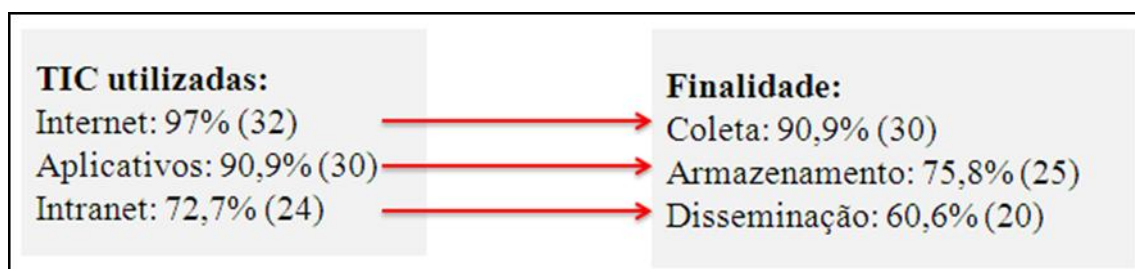 TIC utilizadas:
Internet: 97% (32)
Aplicativos: 90,9% (30)
Intranet: 72,7% (24)
Finalidade:
Coleta: 90,9% (30)
Armazenamento: 75,8% (25)
Disseminação: 60,6% (20)